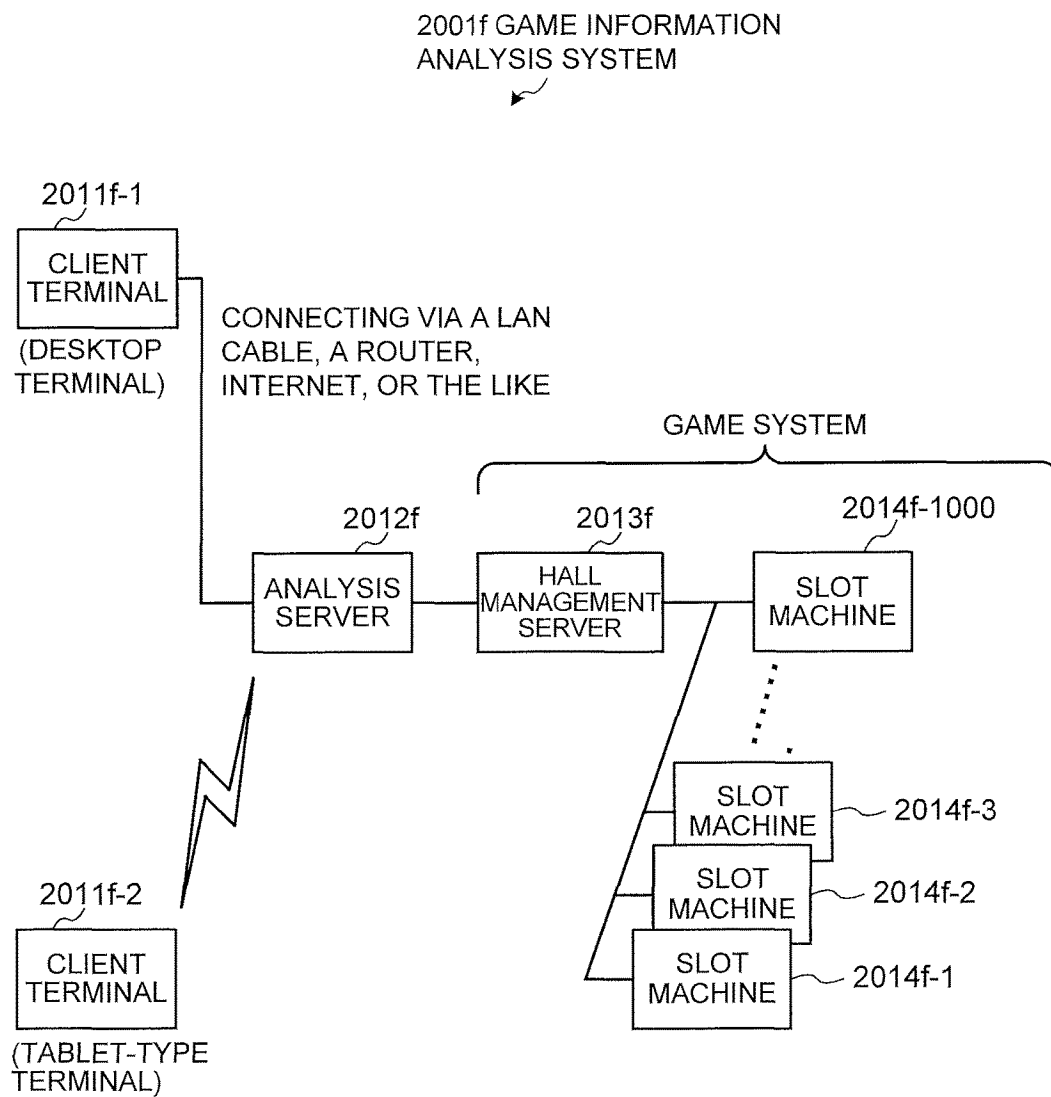 2001f GAME INFORMATION
ANALYSIS SYSTEM
2011f-1
CLIENT
TERMINAL
(DESKTOP
TERMINAL)
CONNECTING VIA A LAN
CABLE, A ROUTER,
INTERNET, OR THE LIKE
GAME SYSTEM
2012f
ANALYSIS
SERVER
2013f
HALL
MANAGEMENT
SERVER
2014f-1000
SLOT
MACHINE
SLOT
MACHINE
2014f-3
SLOT
MACHINE
2014f-2
SLOT
MACHINE
2014f-1
2011f-2
CLIENT
TERMINAL
(TABLET-TYPE
TERMINAL)